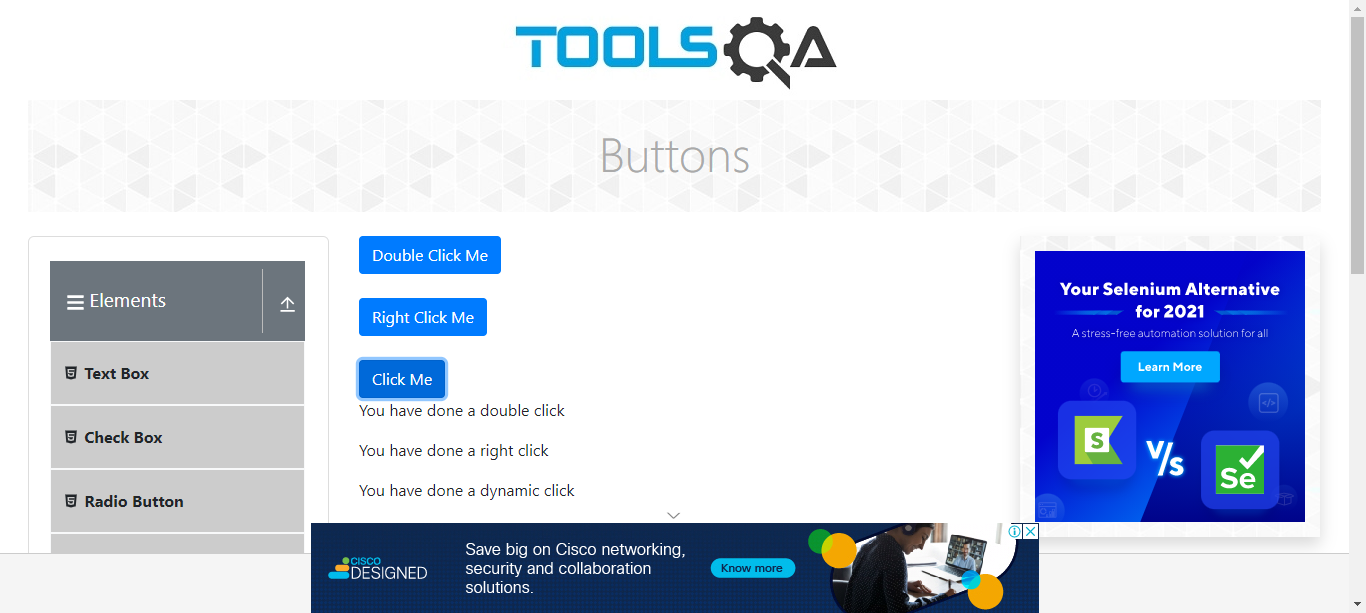 TOOLSQA
Buttons
Elements
Text Box
Check Box
Radio Button
Double Click Me
Right Click Me
Click Me
You have done a double click
You have done a right click
You have done a dynamic click
Your Selenium Alternative
for 2021
A stress-free automation solution for all
Learn More
S
V/s
Se
CISCO
DESIGNED
Save big on Cisco networking,
security and collaboration
solutions.
Know more